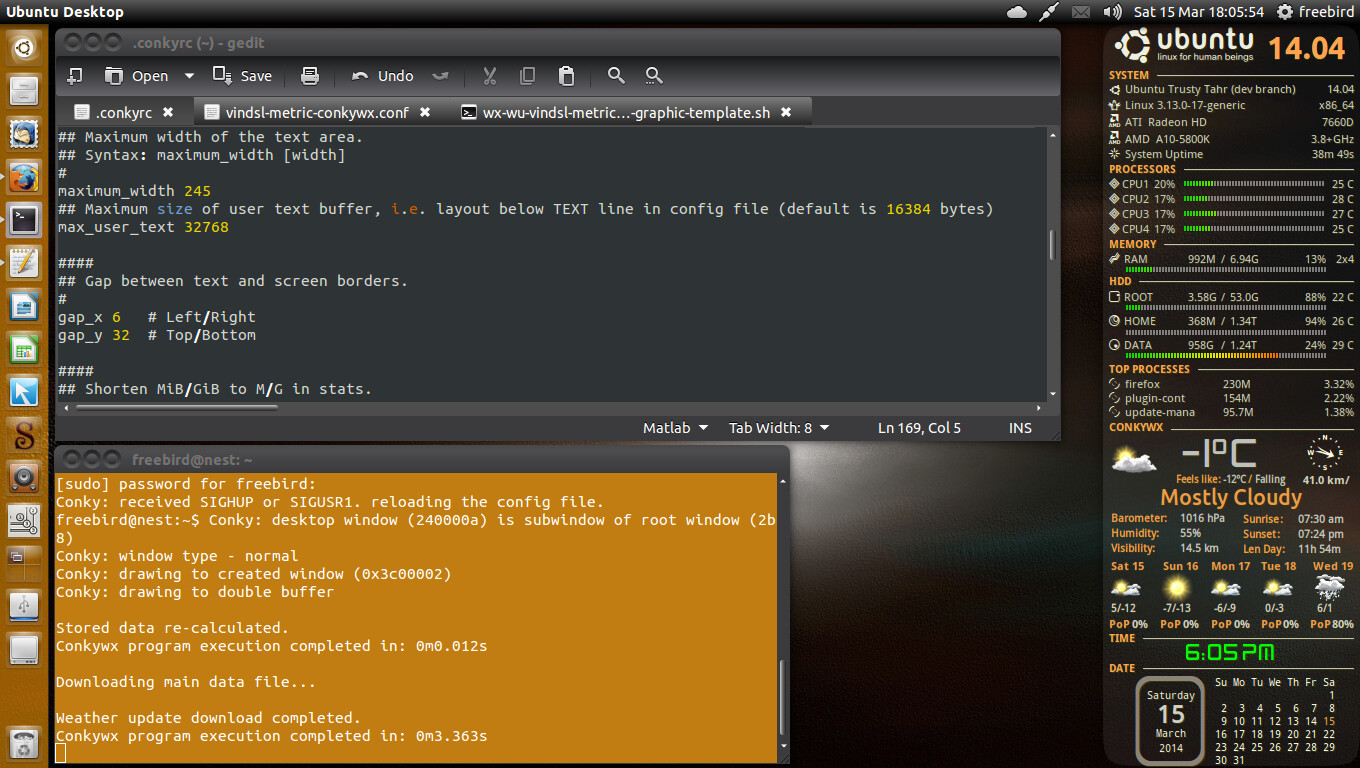 Ubuntu Desktop
Sat 15 Mar 18:05:54 freebird
.conkyrc (~) - gedit
Open Save Undo
.conkyrc vindsl-metric-conkywx.conf wx-wu-vindsl-metric...-graphic-template.sh
## Maximum width of the text area.
## Syntax: maximum_width [width]
#
maximum_width 245
## Maximum size of user text buffer, i.e. layout below TEXT line in config file (default is 16384 bytes)
max_user_text 32768
####
## Gap between text and screen borders.
#
gap_x 6 # Left/Right
gap_y 32 # Top/Bottom
####
## Shorten MiB/GiB to M/G in stats.
Matlab Tab Width: 8 Ln 169, Col 5 INS
freebird@nest: ~
[sudo] password for freebird:
Conky: received SIGHUP or SIGUSR1. reloading the config file.
freebird@nest:~$ Conky: desktop window (240000a) is subwindow of root window (2b
8)
Conky: window type - normal
Conky: drawing to created window (0x3c00002)
Conky: drawing to double buffer
Stored data re-calculated.
Conkywx program execution completed in: 0m0.012s
Downloading main data file...
Weather update download completed.
Conkywx program execution completed in: 0m3.363s
ubuntu 14.04
linux for human beings
SYSTEM
Ubuntu Trusty Tahr (dev branch) 14.04
Linux 3.13.0-17-generic x86_64
AMD ATI Radeon HD 7660D
AMD AMD A10-5800K 3.8+GHz
System Uptime 38m 49s
PROCESSORS
CPU1 20% 25 C
CPU2 17% 28 C
CPU3 17% 27 C
CPU4 17% 25 C
MEMORY
RAM 992M / 6.94G 13% 2x4
HDD
ROOT 3.58G / 53.0G 88% 22 C
HOME 368M / 1.34T 94% 26 C
DATA 958G / 1.24T 24% 29 C
TOP PROCESSES
firefox 230M 3.32%
plugin-cont 154M 2.22%
update-mana 95.7M 1.38%
CONKYWX
-1°C
N
W E
S
Feels like: -12°C / Falling 41.0 km/
Mostly Cloudy
Barometer: 1016 hPa Sunrise: 07:30 am
Humidity: 55% Sunset: 07:24 pm
Visibility: 14.5 km Len Day: 11h 54m
Sat 15 Sun 16 Mon 17 Tue 18 Wed 19
5/-12 -7/-13 -6/-9 0/-3 6/1
PoP 0% PoP 0% PoP 0% PoP 0% PoP 80%
TIME
6:05 PM
DATE
Saturday
15
March
2014
Su Mo Tu We Th Fr Sa
1
2 3 4 5 6 7 8
9 10 11 12 13 14 15
16 17 18 19 20 21 22
23 24 25 26 27 28 29
30 31